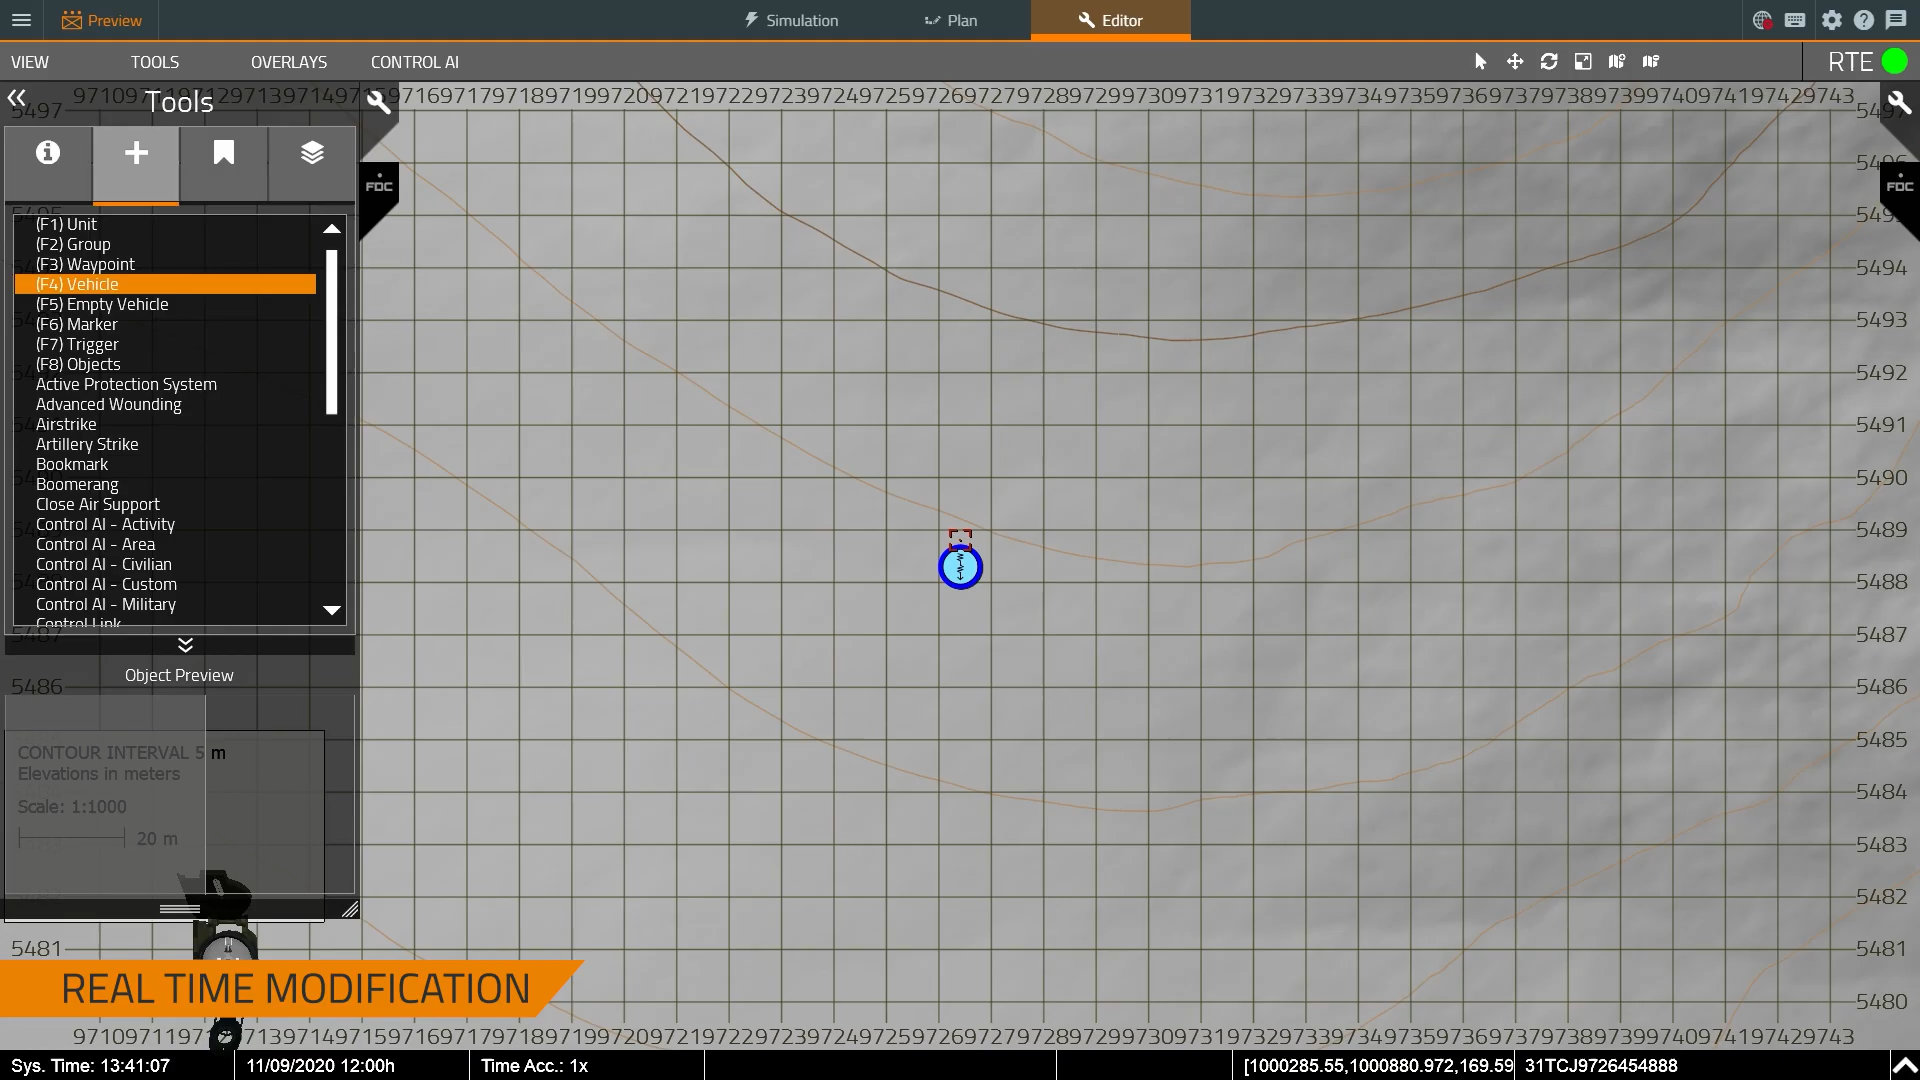 Preview
Simulation
Plan
Editor
VIEW
TOOLS
OVERLAYS
CONTROL AI
RTE
Tools
FDC
FDC
(F1) Unit
(F2) Group
(F3) Waypoint
(F4) Vehicle
(F5) Empty Vehicle
(F6) Marker
(F7) Trigger
(F8) Objects
Active Protection System
Advanced Wounding
Airstrike
Artillery Strike
Bookmark
Boomerang
Close Air Support
Control AI - Activity
Control AI - Area
Control AI - Civilian
Control AI - Custom
Control AI - Military
Control Link
Object Preview
CONTOUR INTERVAL 5 m
Elevations in meters
Scale: 1:1000
20 m
5497
5494
5493
5492
5491
5490
5489
5488
5487
5486
5485
5484
5483
5482
5481
5480
5486
5481
REAL TIME MODIFICATION
Sys. Time: 13:41:07
11/09/2020 12:00h
Time Acc.: 1x
[1000285.55,1000880.972,169.59
31TCJ9726454888